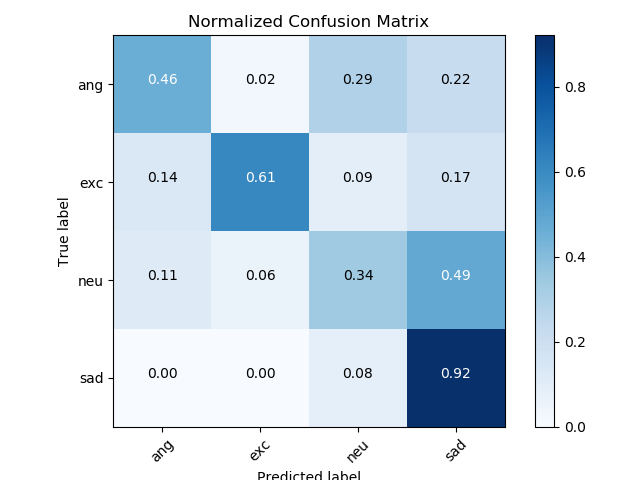 Normalized Confusion Matrix
ang 0.46 0.02 0.29 0.22
exc 0.14 0.61 0.09 0.17
neu 0.11 0.06 0.34 0.49
sad 0.00 0.00 0.08 0.92
ang exc neu sad
True label
Predicted label
0.8
0.6
0.4
0.2
0.0